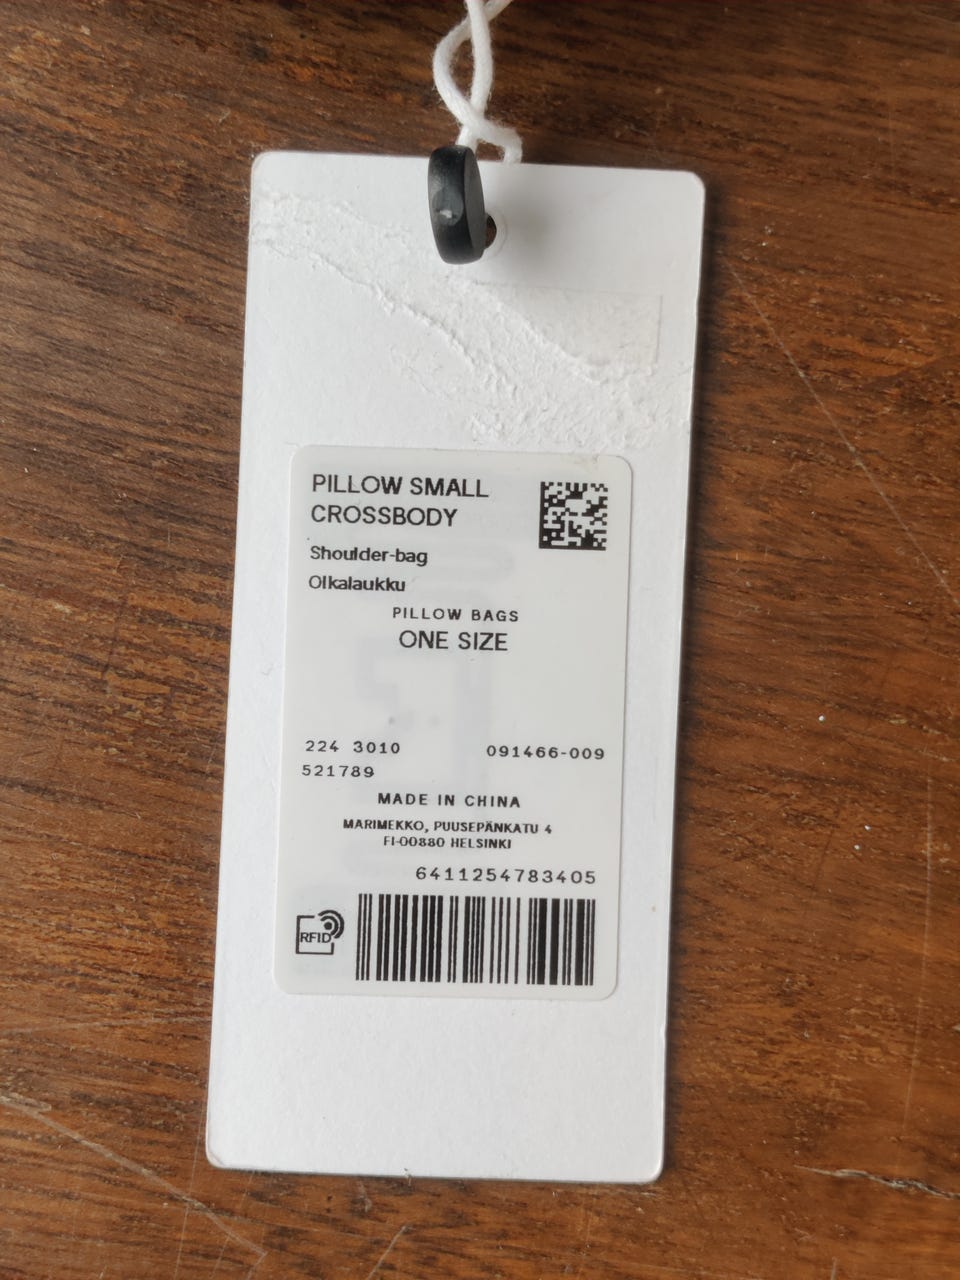 PILLOW SMALL
CROSSBODY
Shoulder-bag
Olkalaukku
PILLOW BAGS
ONE SIZE
224 3010 091466-009
521789
MADE IN CHINA
MARIMEKKO, PUUSEPÄNKATU 4
FI-00880 HELSINKI
6411254783405
RFID